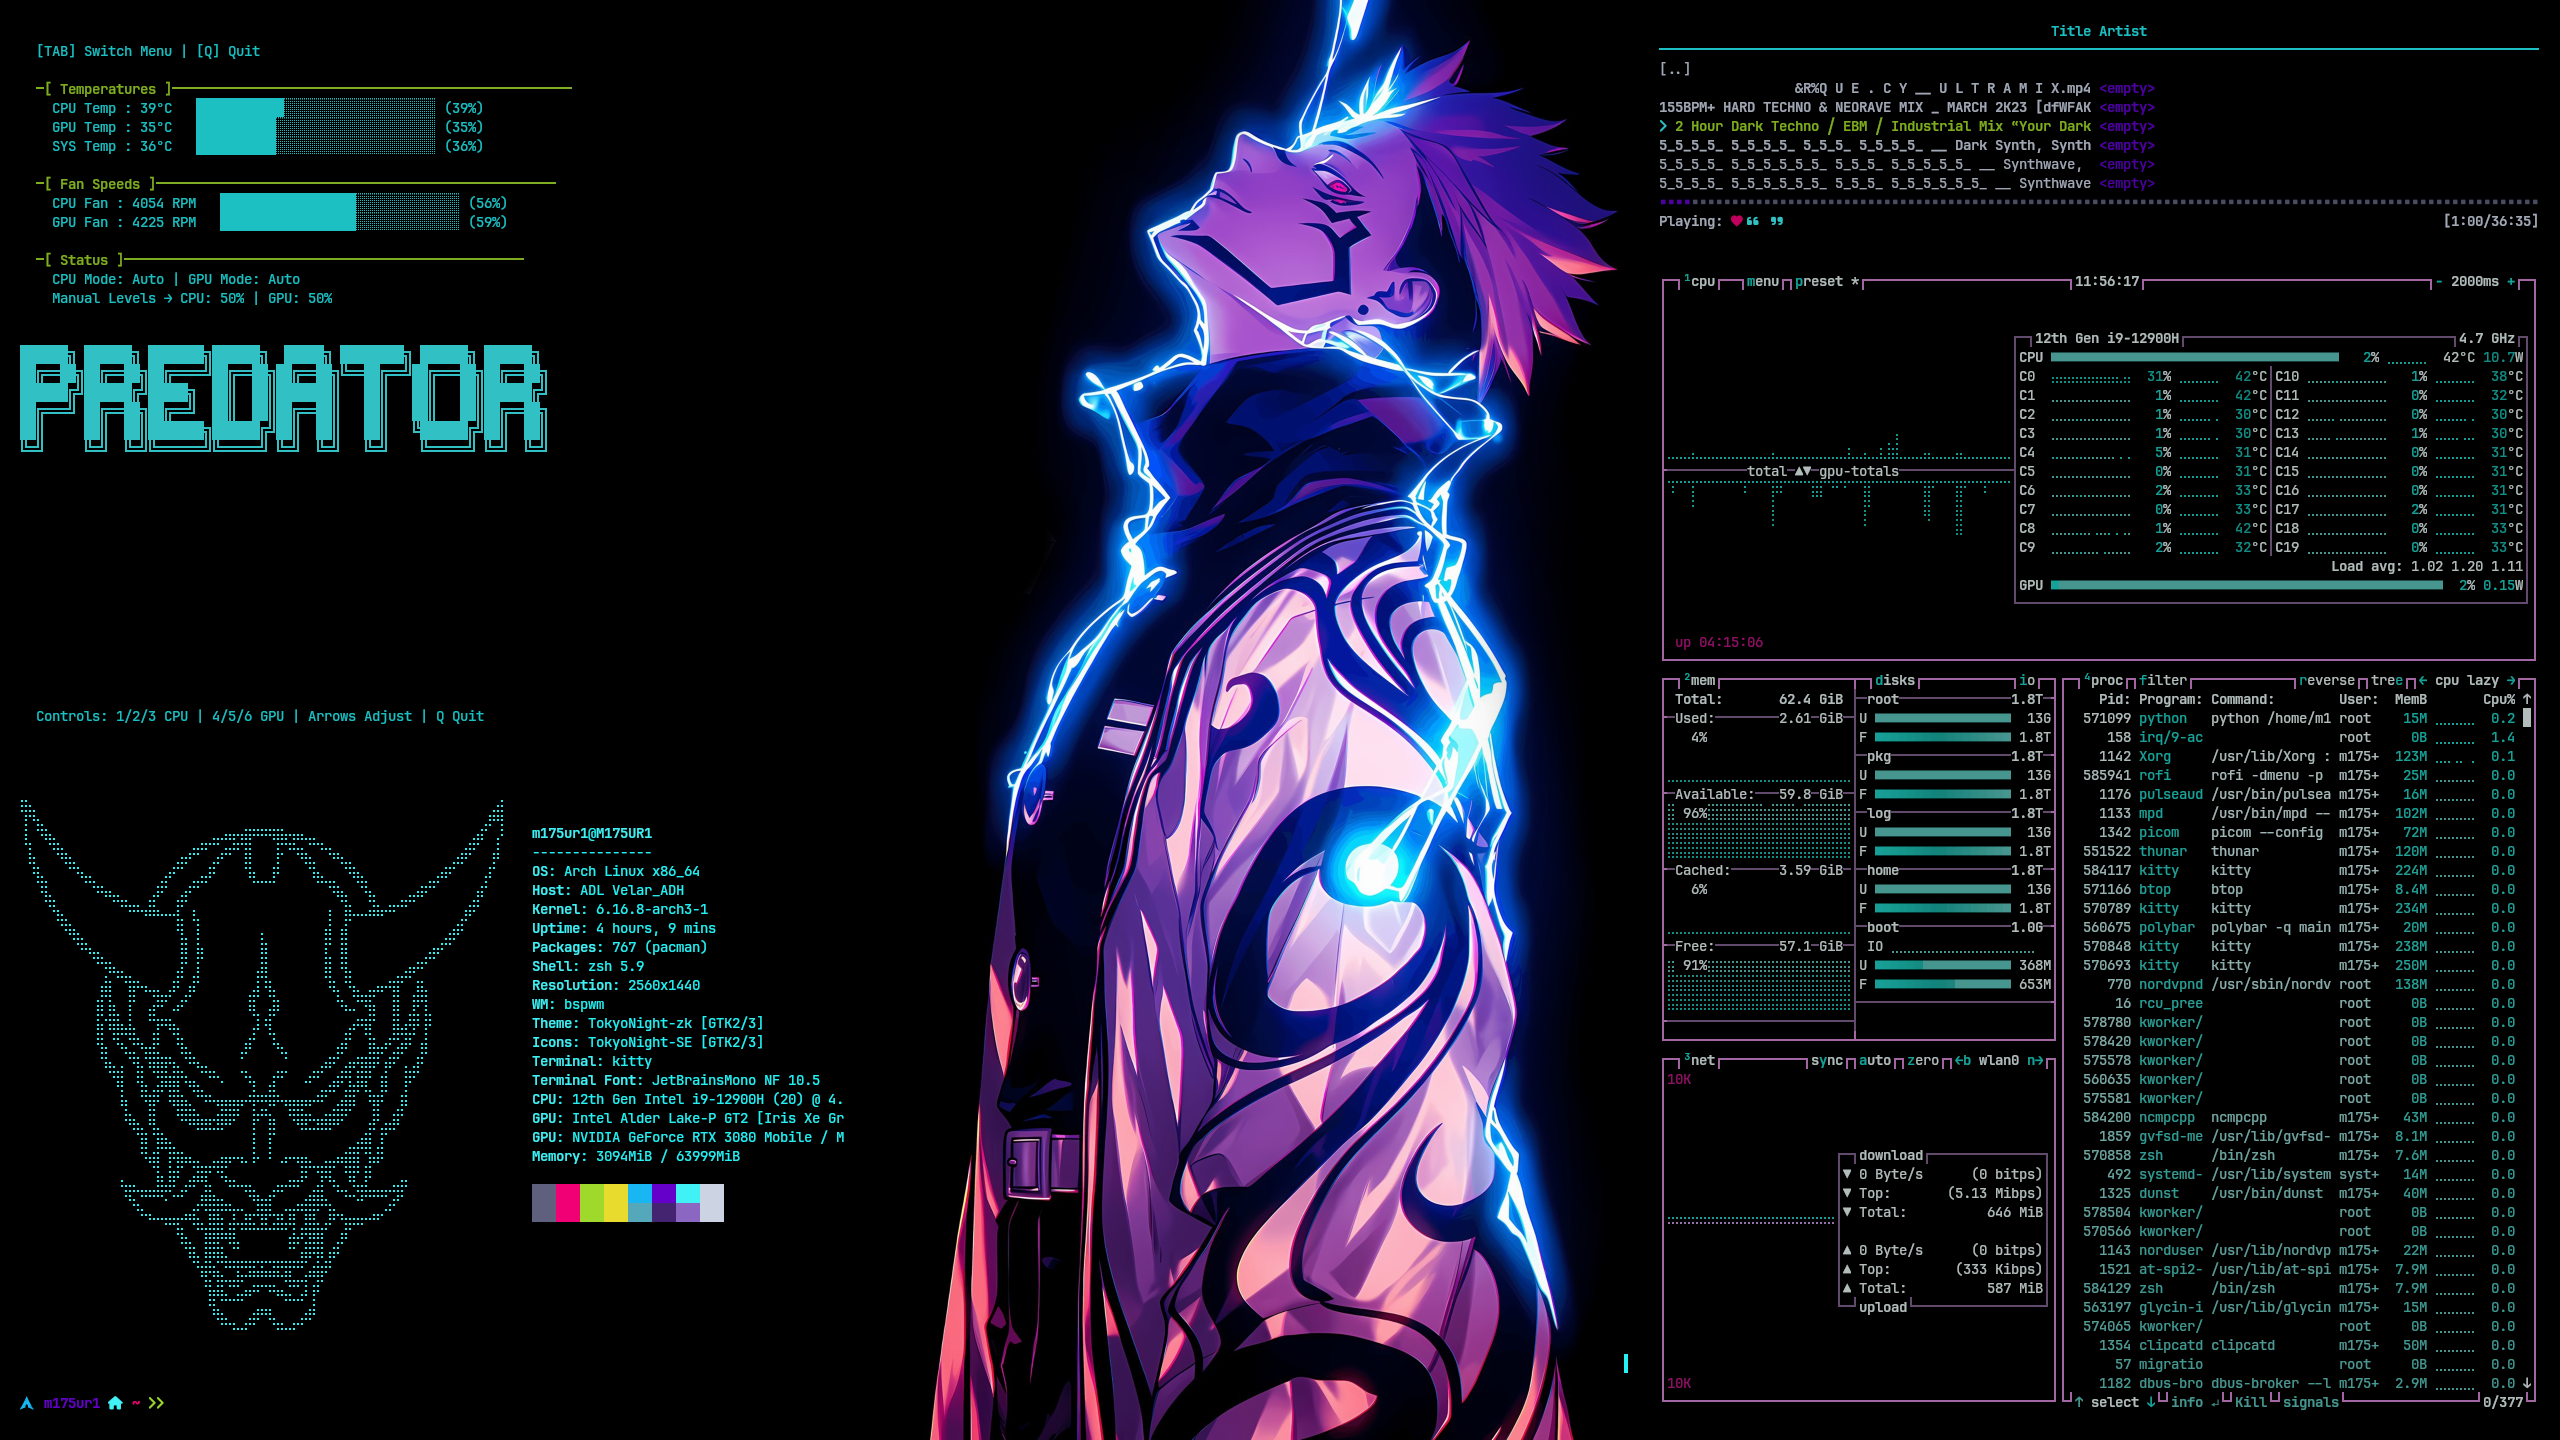 [TAB] Switch Menu | [Q] Quit
[ Temperatures ]
CPU Temp : 39°C (39%)
GPU Temp : 35°C (35%)
SYS Temp : 36°C (36%)
[ Fan Speeds ]
CPU Fan : 4054 RPM (56%)
GPU Fan : 4225 RPM (59%)
[ Status ]
CPU Mode: Auto | GPU Mode: Auto
Manual Levels → CPU: 50% | GPU: 50%
PREDATOR
Controls: 1/2/3 CPU | 4/5/6 GPU | Arrows Adjust | Q Quit
m175ur1@M175UR1
---------------
OS: Arch Linux x86_64
Host: ADL Velar_ADH
Kernel: 6.16.8-arch3-1
Uptime: 4 hours, 9 mins
Packages: 767 (pacman)
Shell: zsh 5.9
Resolution: 2560x1440
WM: bspwm
Theme: TokyoNight-zk [GTK2/3]
Icons: TokyoNight-SE [GTK2/3]
Terminal: kitty
Terminal Font: JetBrainsMono NF 10.5
CPU: 12th Gen Intel i9-12900H (20) @ 4.
GPU: Intel Alder Lake-P GT2 [Iris Xe Gr
GPU: NVIDIA GeForce RTX 3080 Mobile / M
Memory: 3094MiB / 63999MiB
m175ur1 ~
Title Artist
[..]
&R%Q U E . C Y __ U L T R A M I X.mp4 <empty>
155BPM+ HARD TECHNO & NEORAVE MIX _ MARCH 2K23 [dfWFAK <empty>
> 2 Hour Dark Techno / EBM / Industrial Mix “Your Dark <empty>
5_5_5_5_ 5_5_5_5_ 5_5_5_ 5_5_5_5_ __ Dark Synth, Synth <empty>
5_5_5_5_ 5_5_5_5_5_5_ 5_5_5_ 5_5_5_5_5_ __ Synthwave, <empty>
5_5_5_5_ 5_5_5_5_5_5_ 5_5_5_ 5_5_5_5_5_5_ __ Synthwave <empty>
Playing: ♥“ ” [1:00/36:35]
¹cpu menu preset * 11:56:17 - 2000ms +
12th Gen i9-12900H 4.7 GHz
CPU 2% 42°C 10.7W
C0 31% 42°C C10 1% 38°C
C1 1% 42°C C11 0% 32°C
C2 1% 30°C C12 0% 30°C
C3 1% 30°C C13 1% 30°C
C4 5% 31°C C14 0% 31°C
total ▲▼ gpu-totals
C5 0% 31°C C15 0% 31°C
C6 2% 33°C C16 0% 31°C
C7 0% 33°C C17 2% 31°C
C8 1% 42°C C18 0% 33°C
C9 2% 32°C C19 0% 33°C
Load avg: 1.02 1.20 1.11
GPU 2% 0.15W
up 04:15:06
²mem
Total: 62.4 GiB
Used: 2.61 GiB
4%
Available: 59.8 GiB
96%
Cached: 3.59 GiB
6%
Free: 57.1 GiB
91%
disks io
root 1.8T
U 13G
F 1.8T
pkg 1.8T
U 13G
F 1.8T
log 1.8T
U 13G
F 1.8T
home 1.8T
U 13G
F 1.8T
boot 1.0G
IO
U 368M
F 653M
³net sync auto zero ←b wlan0 n→
10K
download
▼ 0 Byte/s (0 bitps)
▼ Top: (5.13 Mibps)
▼ Total: 646 MiB
▲ 0 Byte/s (0 bitps)
▲ Top: (333 Kibps)
▲ Total: 587 MiB
upload
10K
⁴proc filter reverse tree ← cpu lazy →
Pid: Program: Command: User: MemB Cpu% ↑
571099 python python /home/m1 root 15M 0.2
158 irq/9-ac root 0B 1.4
1142 Xorg /usr/lib/Xorg : m175+ 123M 0.1
585941 rofi rofi -dmenu -p m175+ 25M 0.0
1176 pulseaud /usr/bin/pulsea m175+ 16M 0.0
1133 mpd /usr/bin/mpd -- m175+ 102M 0.0
1342 picom picom --config m175+ 72M 0.0
551522 thunar thunar m175+ 120M 0.0
584117 kitty kitty m175+ 224M 0.0
571166 btop btop m175+ 8.4M 0.0
570789 kitty kitty m175+ 234M 0.0
560675 polybar polybar -q main m175+ 20M 0.0
570848 kitty kitty m175+ 238M 0.0
570693 kitty kitty m175+ 250M 0.0
770 nordvpnd /usr/sbin/nordv root 138M 0.0
16 rcu_pree root 0B 0.0
578780 kworker/ root 0B 0.0
578420 kworker/ root 0B 0.0
575578 kworker/ root 0B 0.0
560635 kworker/ root 0B 0.0
575581 kworker/ root 0B 0.0
584200 ncmpcpp ncmpcpp m175+ 43M 0.0
1859 gvfsd-me /usr/lib/gvfsd- m175+ 8.1M 0.0
570858 zsh /bin/zsh m175+ 7.6M 0.0
492 systemd- /usr/lib/system syst+ 14M 0.0
1325 dunst /usr/bin/dunst m175+ 40M 0.0
578504 kworker/ root 0B 0.0
570566 kworker/ root 0B 0.0
1143 norduser /usr/lib/nordvp m175+ 22M 0.0
1521 at-spi2- /usr/lib/at-spi m175+ 7.9M 0.0
584129 zsh /bin/zsh m175+ 7.9M 0.0
563197 glycin-i /usr/lib/glycin m175+ 15M 0.0
574065 kworker/ root 0B 0.0
1354 clipcatd clipcatd m175+ 50M 0.0
57 migratio root 0B 0.0
1182 dbus-bro dbus-broker --l m175+ 2.9M 0.0 ↓
↑ select ↓ info ↲ Kill signals 0/377